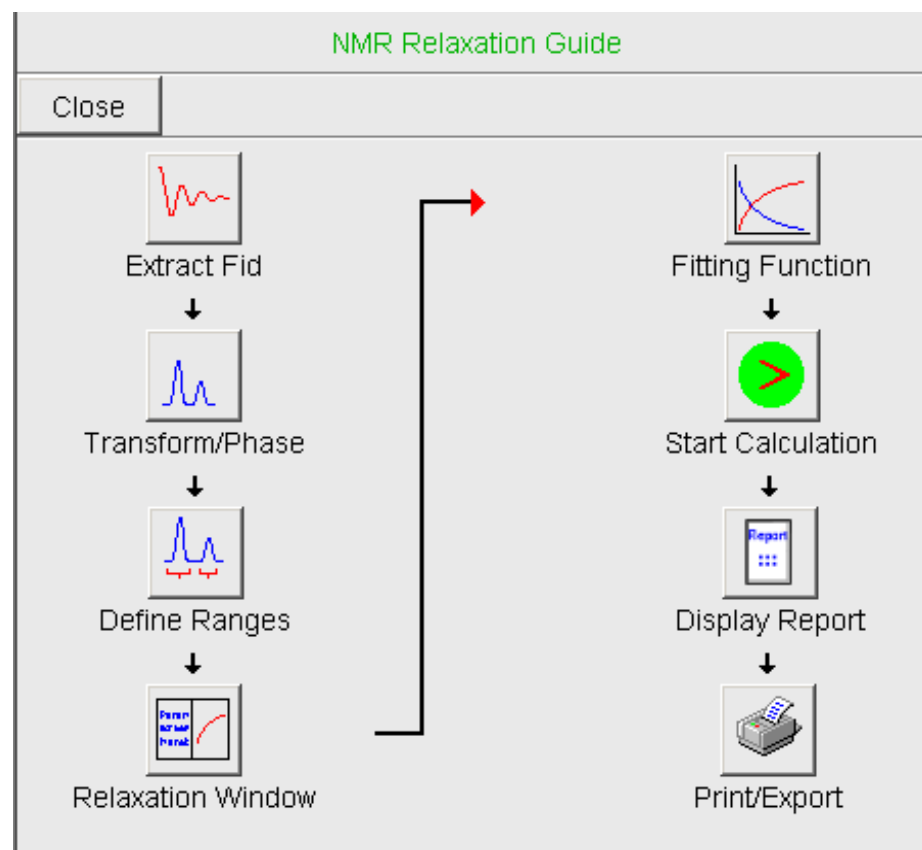 NMR Relaxation Guide
Close
Extract Fid
Transform/Phase
Define Ranges
Relaxation Window
Fitting Function
Start Calculation
Report
Display Report
Print/Export